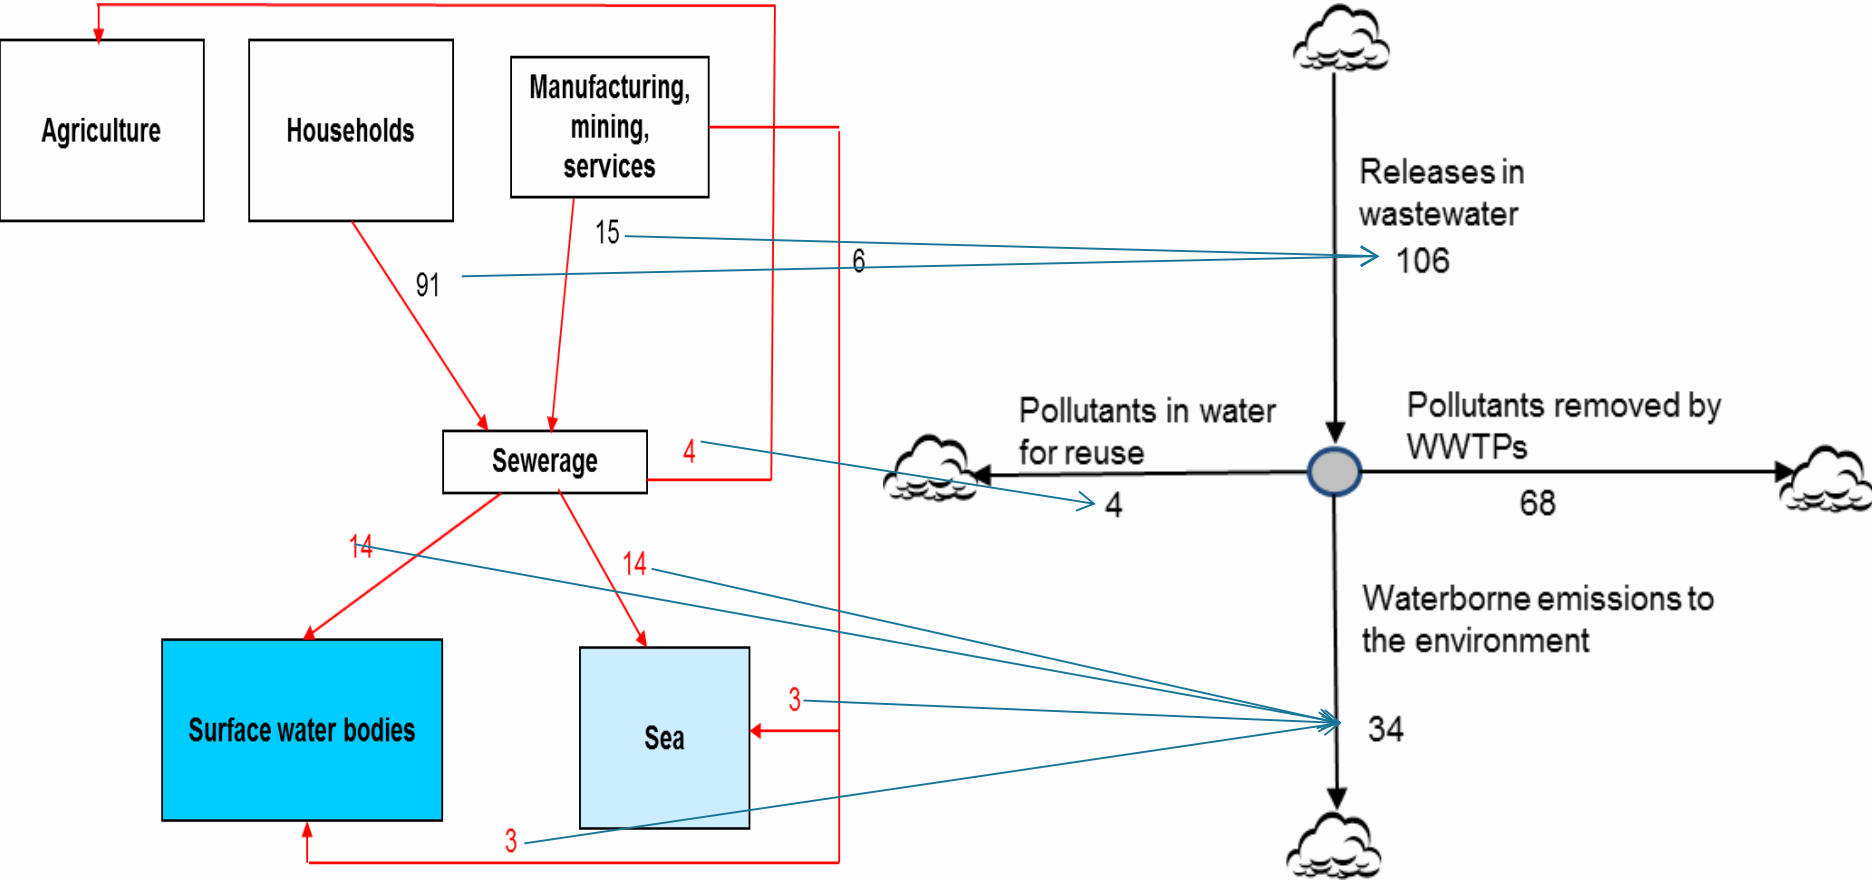 Agriculture
Households
Manufacturing,
mining,
services
15
6
91
Sewerage
4
14
14
Surface water bodies
Sea
3
3
Releases in
wastewater
106
Pollutants in water
for reuse
4
Pollutants removed by
WWTPs
68
Waterborne emissions to
the environment
34